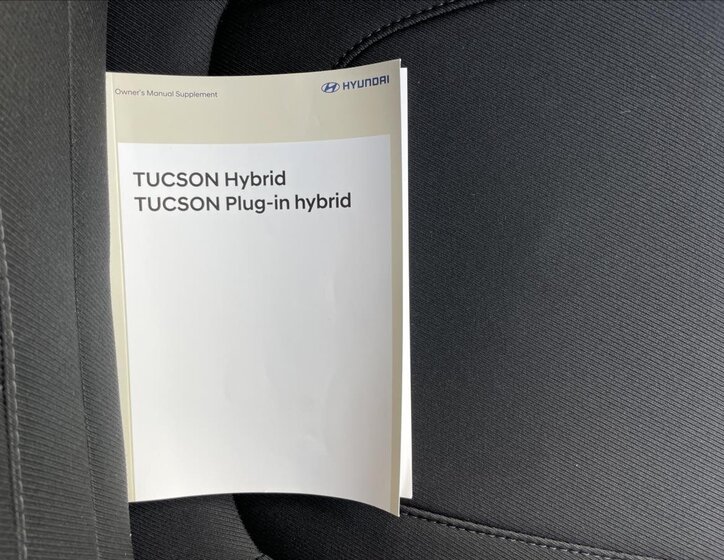 Owner's Manual Supplement
HYUNDAI
TUCSON Hybrid
TUCSON Plug-in hybrid